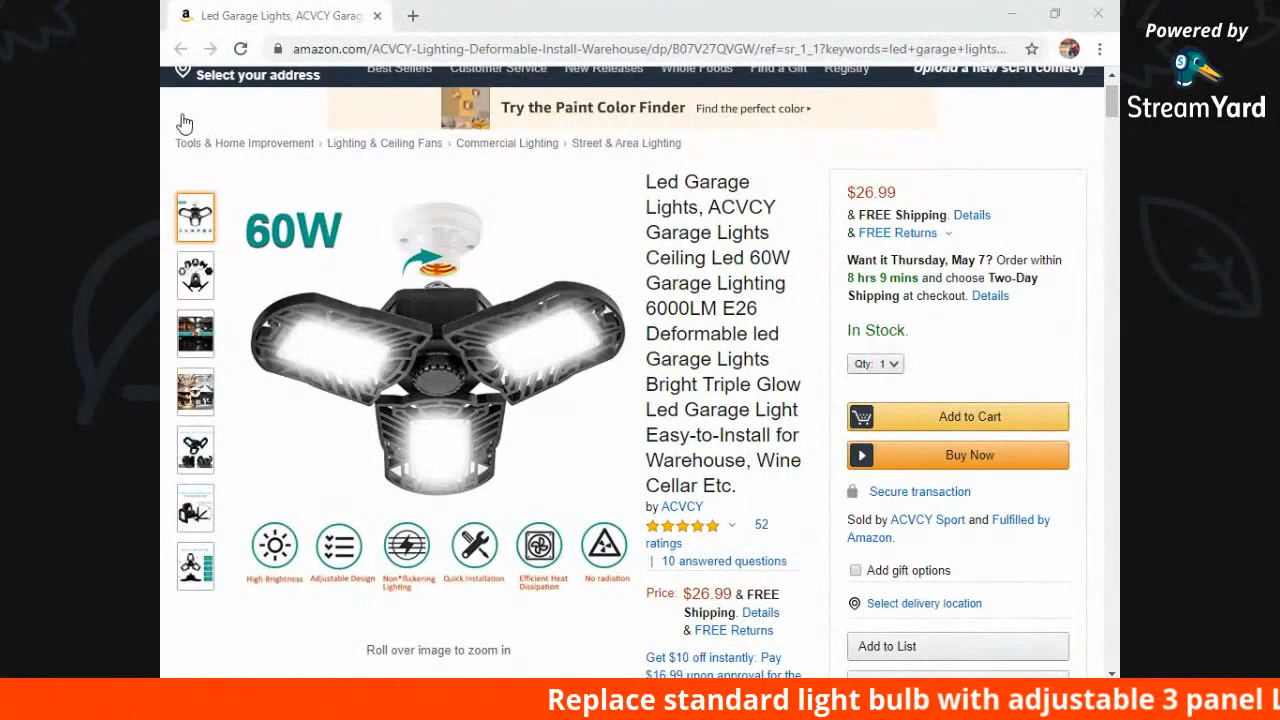 Led Garage Lights, ACVCY Garag
amazon.com/ACVCY-Lighting-Deformable-Install-Warehouse/dp/B07V27QVGW/ref=sr_1_1?keywords=led+garage+lights...
Powered by
StreamYard
Select your address
Best Sellers Customer Service New Releases Whole Foods Find a Gift Registry
Upload a new sci-fi comedy
Try the Paint Color Finder Find the perfect color ▸
Tools & Home Improvement › Lighting & Ceiling Fans › Commercial Lighting › Street & Area Lighting
60W
High Brightness
Adjustable Design
Non*flickering
Lighting
Quick Installation
Efficient Heat
Dissipation
No radiation
Roll over image to zoom in
Led Garage
Lights, ACVCY
Garage Lights
Ceiling Led 60W
Garage Lighting
6000LM E26
Deformable led
Garage Lights
Bright Triple Glow
Led Garage Light
Easy-to-Install for
Warehouse, Wine
Cellar Etc.
by ACVCY
52
ratings
| 10 answered questions
Price: $26.99 & FREE
Shipping. Details
& FREE Returns
Get $10 off instantly: Pay
$16.99 upon approval for the
$26.99
& FREE Shipping. Details
& FREE Returns
Want it Thursday, May 7? Order within
8 hrs 9 mins and choose Two-Day
Shipping at checkout. Details
In Stock.
Qty: 1
Add to Cart
Buy Now
Secure transaction
Sold by ACVCY Sport and Fulfilled by
Amazon.
Add gift options
Select delivery location
Add to List
Replace standard light bulb with adjustable 3 panel